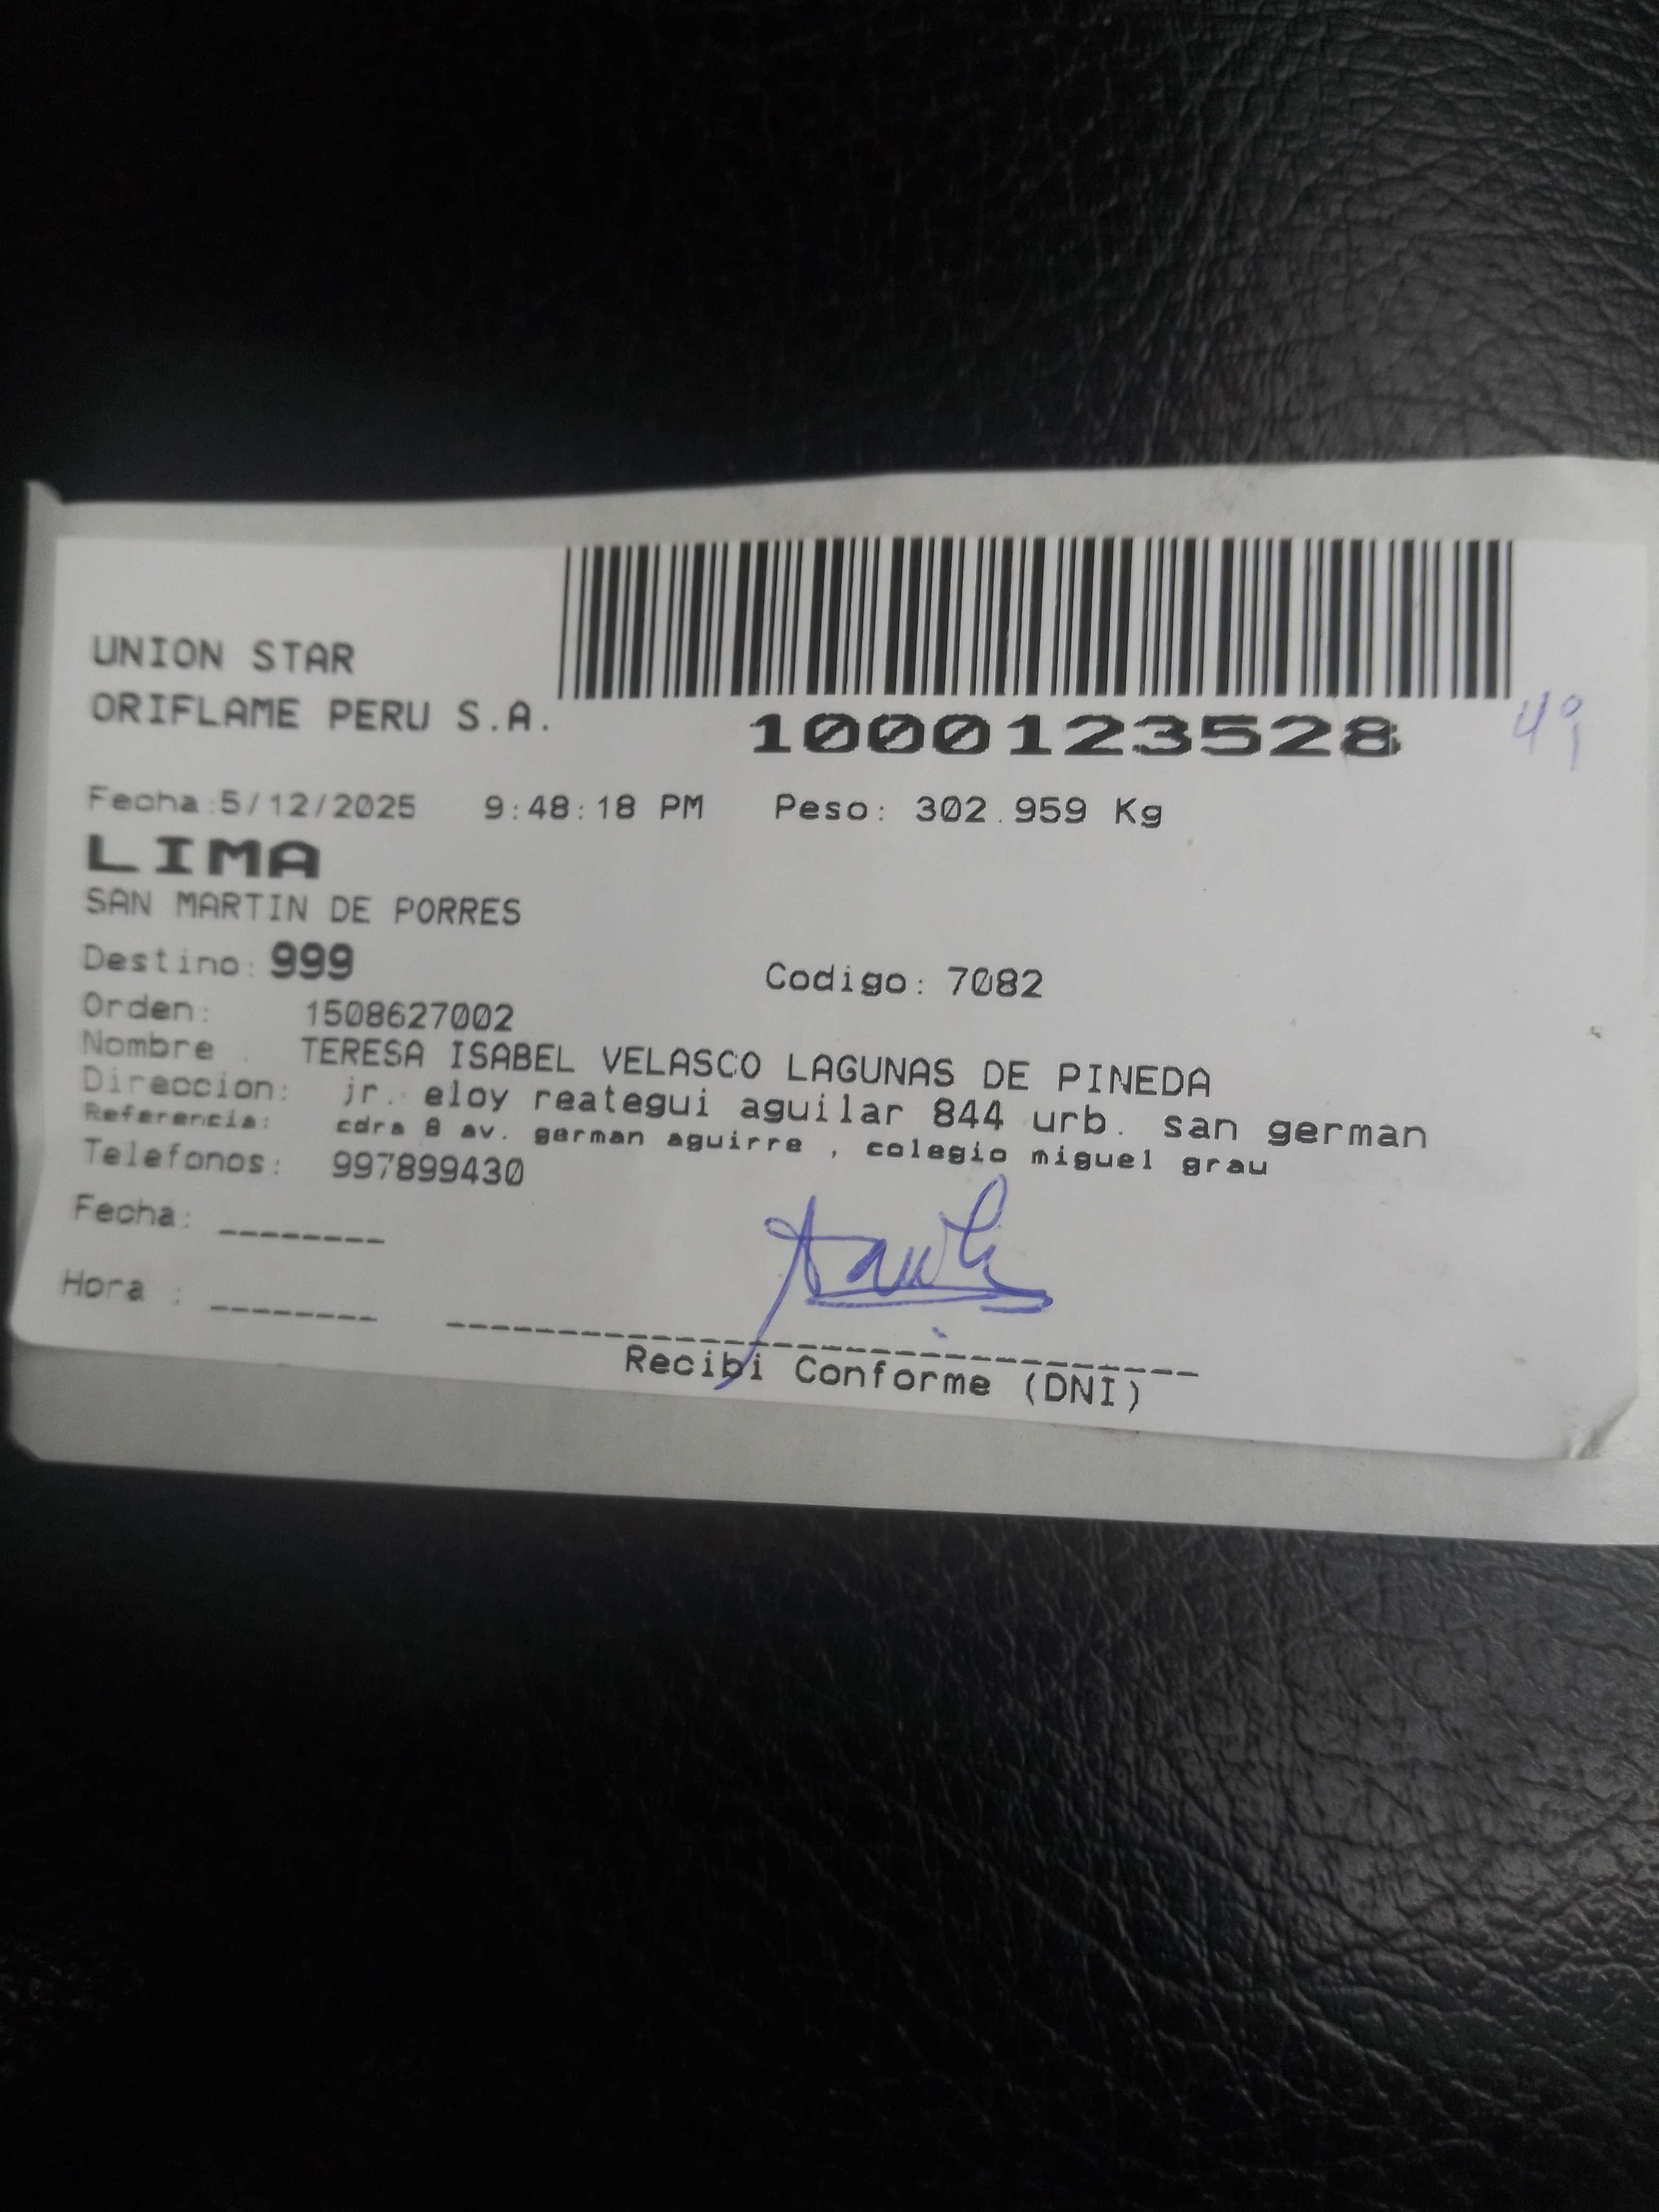 UNION STAR
ORIFLAME PERU S.A.
1000123528
Fecha:5/12/2025 9:48:18 PM Peso: 302.959 Kg
LIMA
SAN MARTIN DE PORRES
Destino: 999 Codigo: 7082
Orden: 1508627002
Nombre : TERESA ISABEL VELASCO LAGUNAS DE PINEDA
Direccion: jr. eloy reategui aguilar 844 urb. san german
Referencia: cdra 8 av. german aguirre , colegio miguel grau
Telefonos: 997899430
Fecha: ________
Hora : ________
Recibi Conforme (DNI)